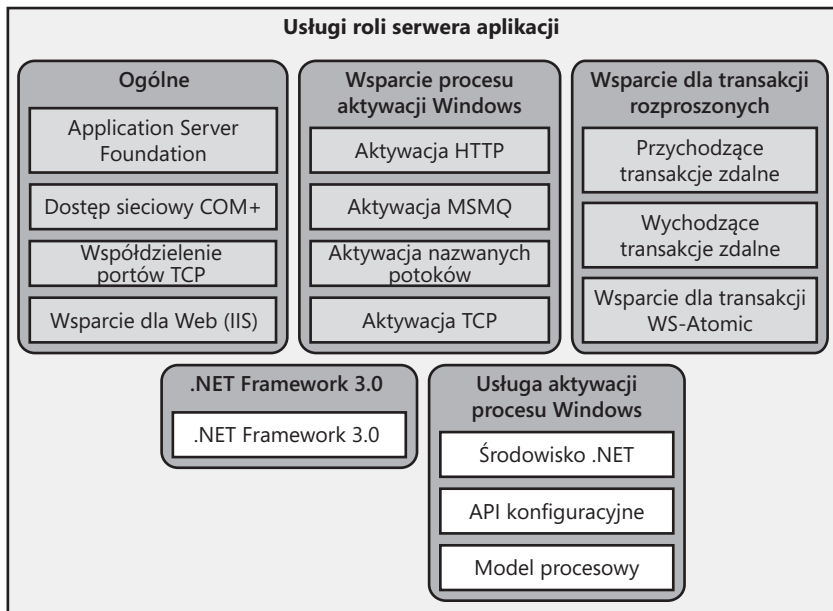 Usługi roli serwera aplikacji
Ogólne
Application Server
Foundation
Dostęp sieciowy COM+
Współdzielenie
portów TCP
Wsparcie dla Web (IIS)
Wsparcie procesu
aktywacji Windows
Aktywacja HTTP
Aktywacja MSMQ
Aktywacja nazwanych
potoków
Aktywacja TCP
Wsparcie dla transakcji
rozproszonych
Przychodzące
transakcje zdalne
Wychodzące
transakcje zdalne
Wsparcie dla transakcji
WS-Atomic
.NET Framework 3.0
.NET Framework 3.0
Usługa aktywacji
procesu Windows
Środowisko .NET
API konfiguracyjne
Model procesowy